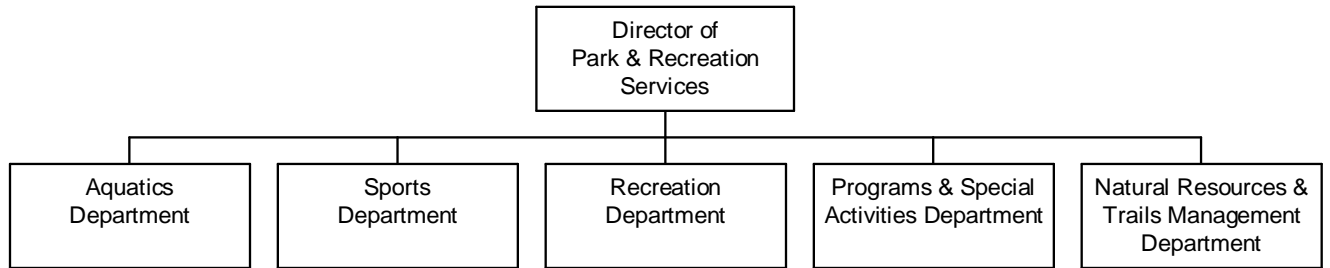 Director of
Park & Recreation
Services
Aquatics
Department
Sports
Department
Recreation
Department
Programs & Special
Activities Department
Natural Resources &
Trails Management
Department